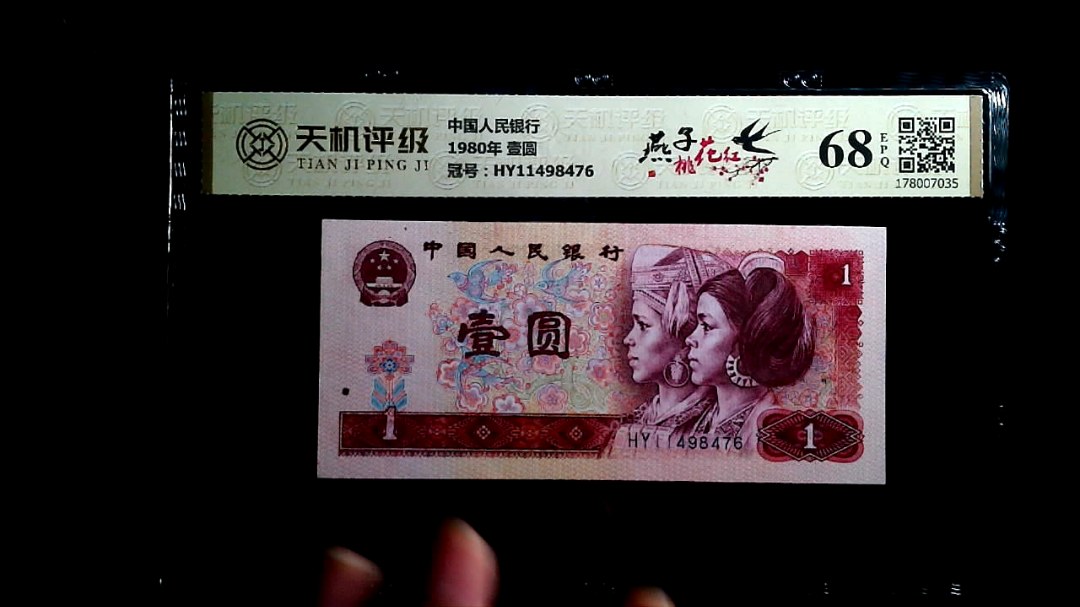 天机评级
TIAN JI PING JI
中国人民银行
1980年 壹圆
冠号：HY11498476
燕子
桃花红
68
EPQ
178007035
中国人民银行
1
壹圆
1
HY11498476
1